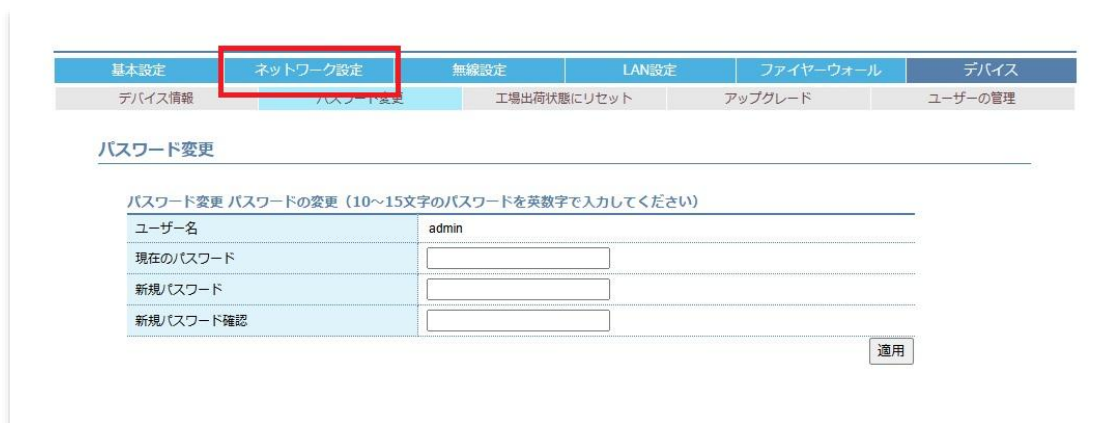 基本設定 ネットワーク設定 無線設定 LAN設定 ファイヤーウォール デバイス
デバイス情報 パスワード変更 工場出荷状態にリセット アップグレード ユーザーの管理
パスワード変更
パスワード変更 パスワードの変更（10～15文字のパスワードを英数字で入力してください）
ユーザー名 admin
現在のパスワード
新規パスワード
新規パスワード確認
適用